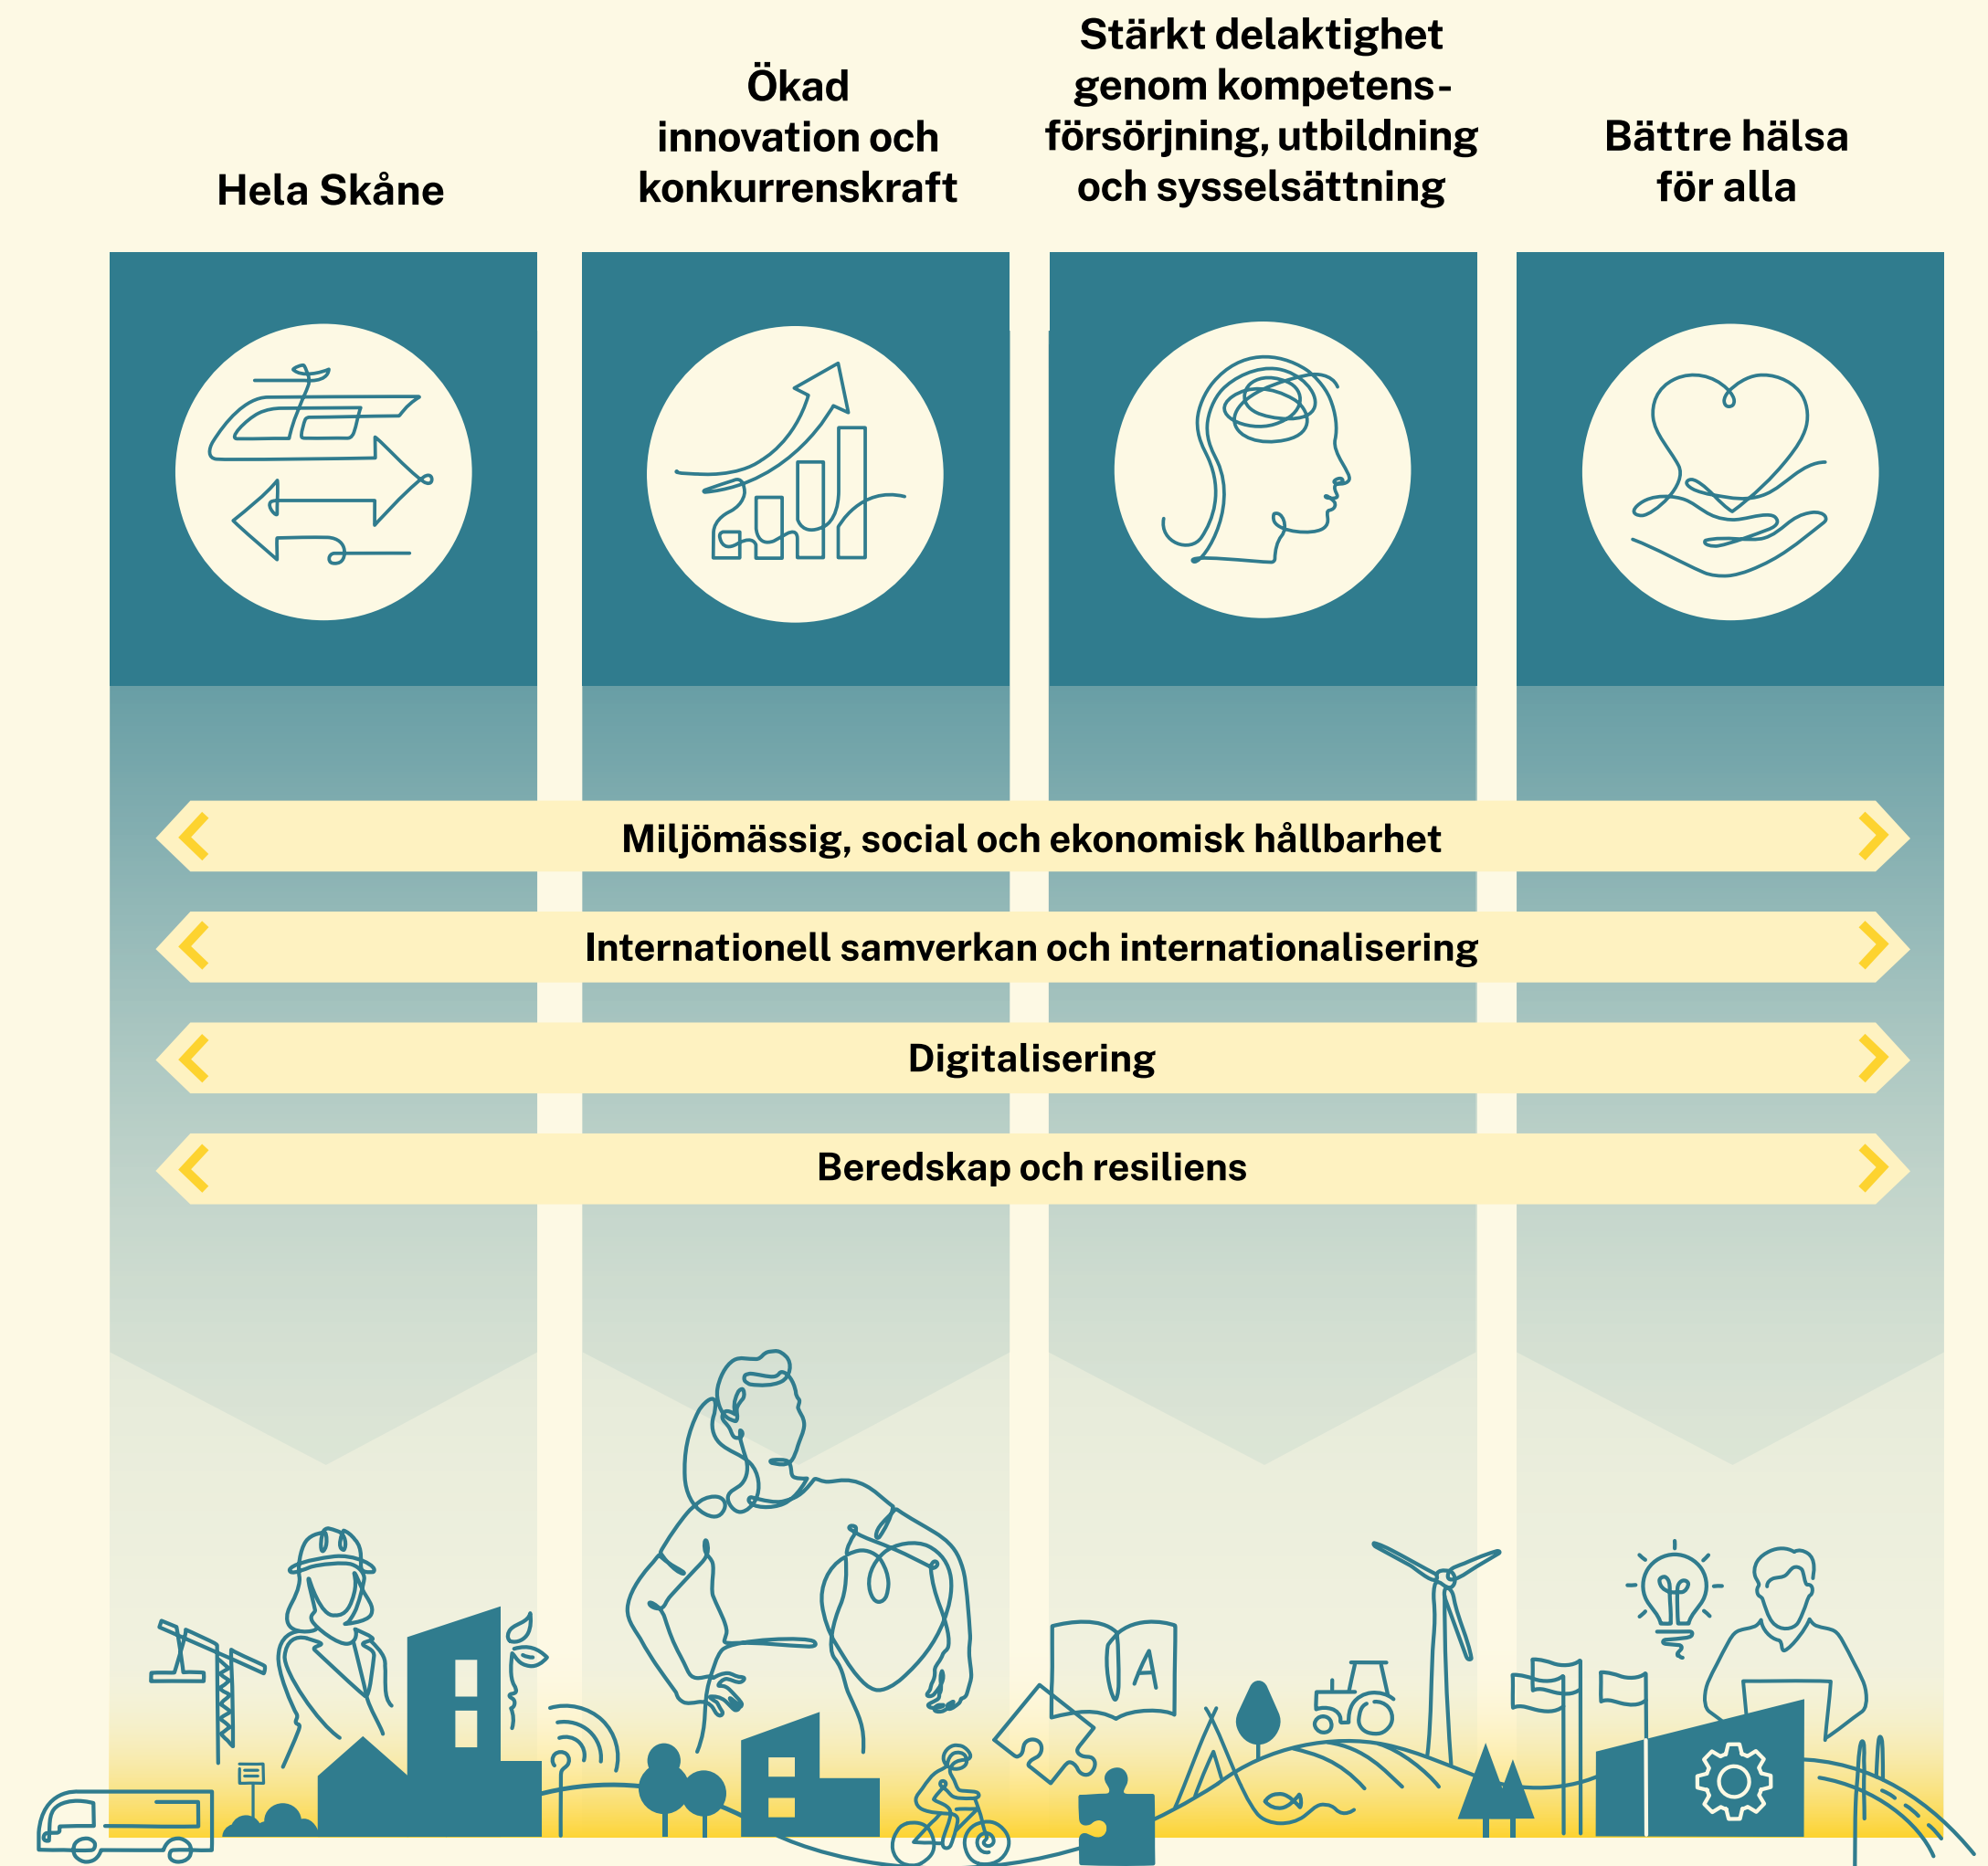 Hela Skåne
Ökad
innovation och
konkurrenskraft
Stärkt delaktighet
genom kompetens-
försörjning, utbildning
och sysselsättning
Bättre hälsa
för alla
Miljömässig, social och ekonomisk hållbarhet
Internationell samverkan och internationalisering
Digitalisering
Beredskap och resiliens
A